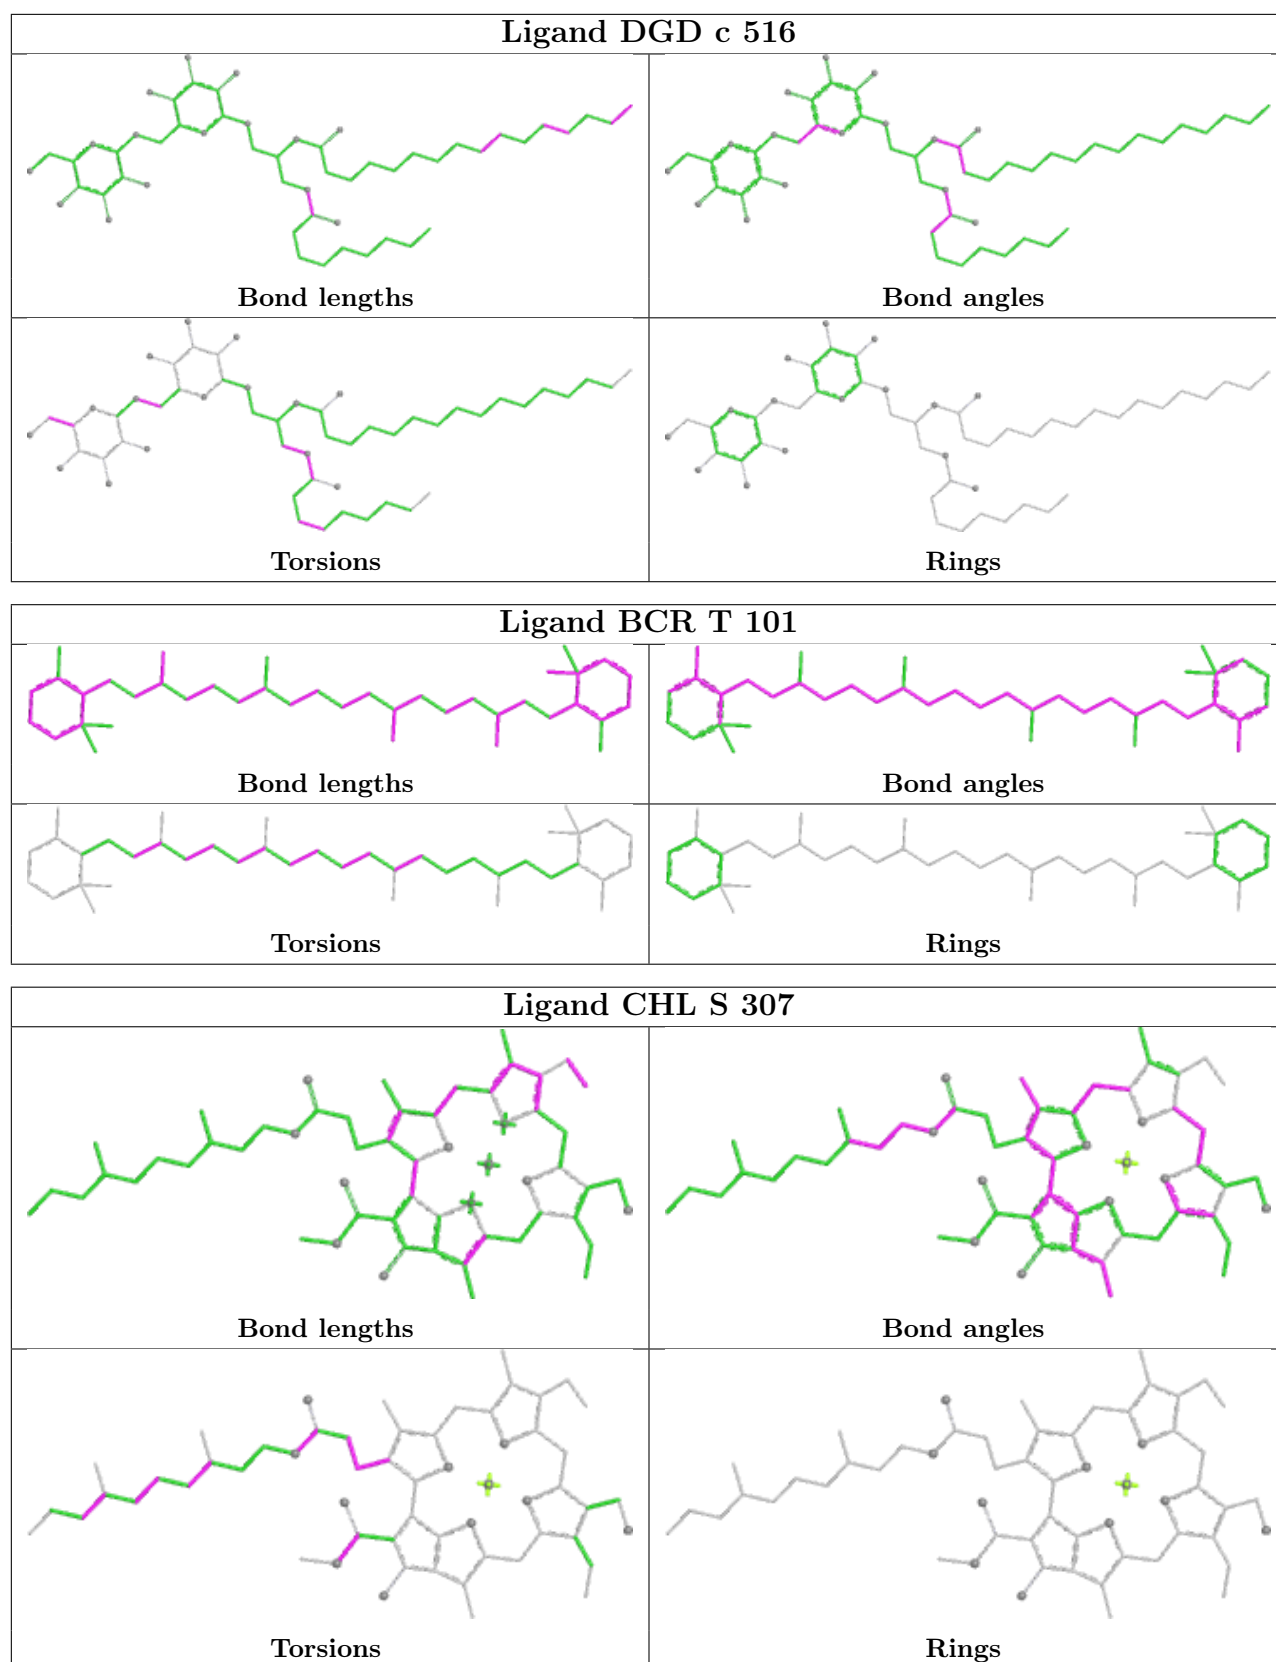 Ligand DGD c 516
Bond lengths
Bond angles
Torsions
Rings
Ligand BCR T 101
Bond lengths
Bond angles
Torsions
Rings
Ligand CHL S 307
Bond lengths
Bond angles
Torsions
Rings